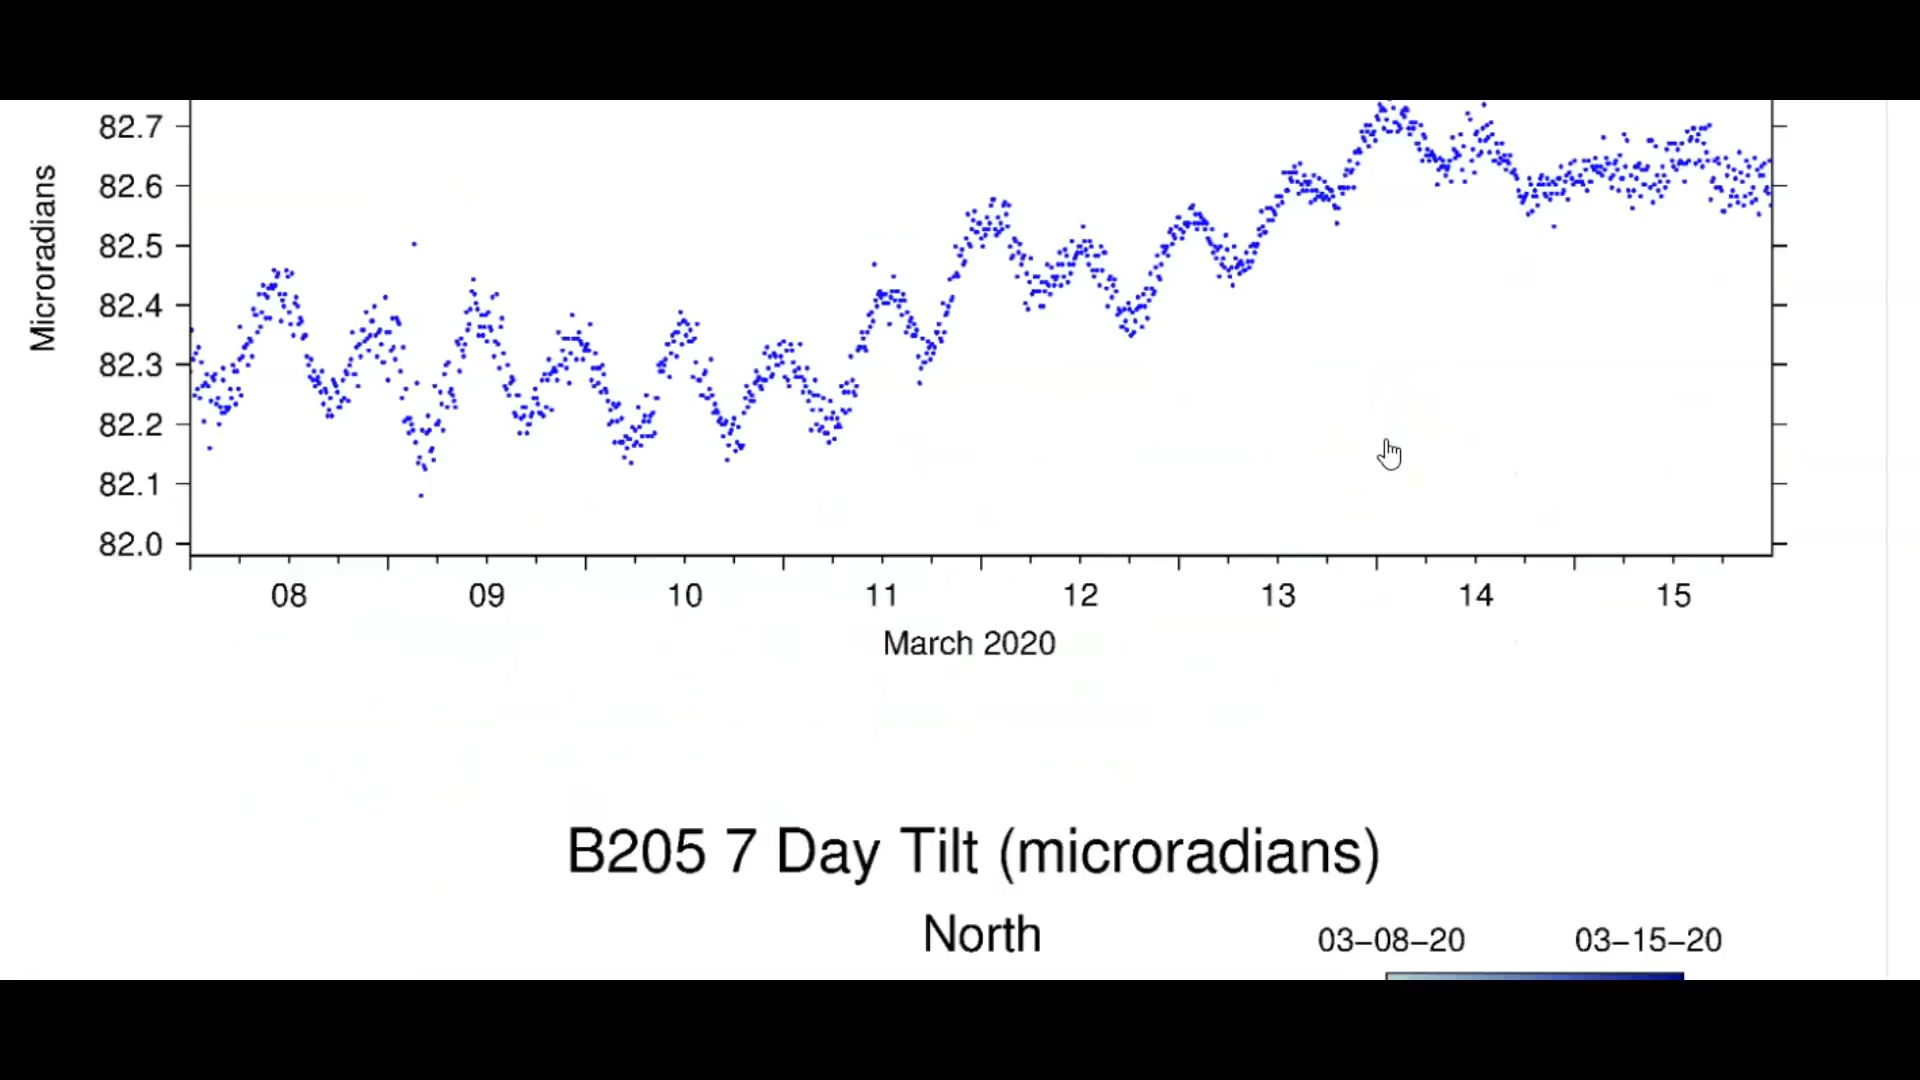 82.7
82.6
82.5
82.4
82.3
82.2
82.1
82.0
Microradians
08 09 10 11 12 13 14 15
March 2020
B205 7 Day Tilt (microradians)
North
03–08–20 03–15–20